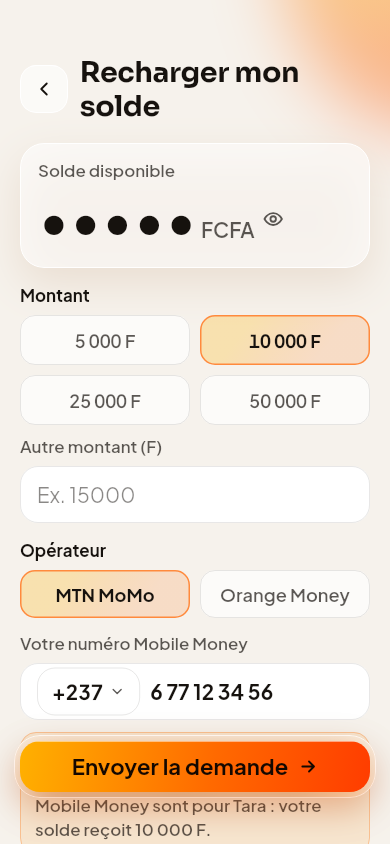 Recharger mon
solde
Solde disponible
●●●●● FCFA
Montant
5 000 F
10 000 F
25 000 F
50 000 F
Autre montant (F)
Ex. 15000
Opérateur
MTN MoMo
Orange Money
Votre numéro Mobile Money
+237
6 77 12 34 56
Envoyer la demande →
Mobile Money sont pour Tara : votre
solde reçoit 10 000 F.